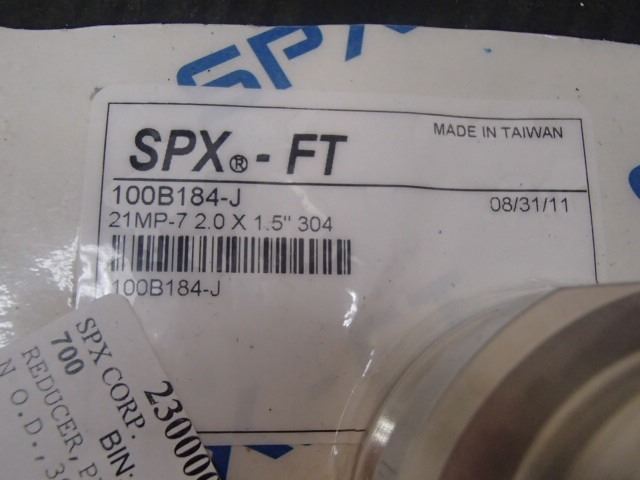 SPX
SPX® - FT
MADE IN TAIWAN
100B184-J
08/31/11
21MP-7 2.0 X 1.5" 304
100B184-J
SPX CORP.
700 BIN:
REDUCER,
O.D.,